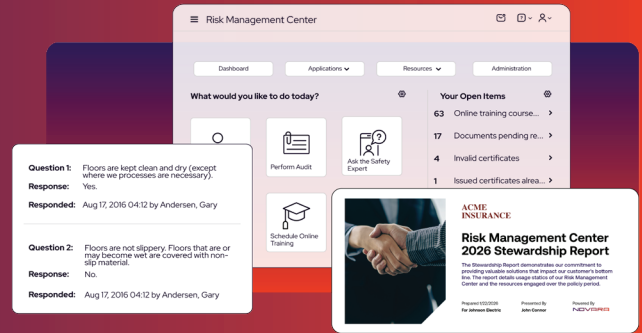 Risk Management Center
Dashboard
Applications
Resources
Administration
What would you like to do today?
Your Open Items
63 Online training course...
17 Documents pending re...
4 Invalid certificates
1 Issued certificates alrea...
Perform Audit
Ask the Safety
Expert
Schedule Online
Training
Question 1: Floors are kept clean and dry (except
where we processes are necessary).
Response: Yes.
Responded: Aug 17, 2016 04:12 by Andersen, Gary
Question 2: Floors are not slippery. Floors that are or
may become wet are covered with non-
slip material.
Response: No.
Responded: Aug 17, 2016 04:12 by Andersen, Gary
ACME
INSURANCE
Risk Management Center
2026 Stewardship Report
The Stewardship Report demonstrates our commitment to
providing valuable solutions that impact our customer's bottom
line. The report details usage statics of our Risk Management
Center and the resources engaged over the policy period.
Prepared 1/22/2026
For Johnson Electric
Presented By
John Connor
Powered By